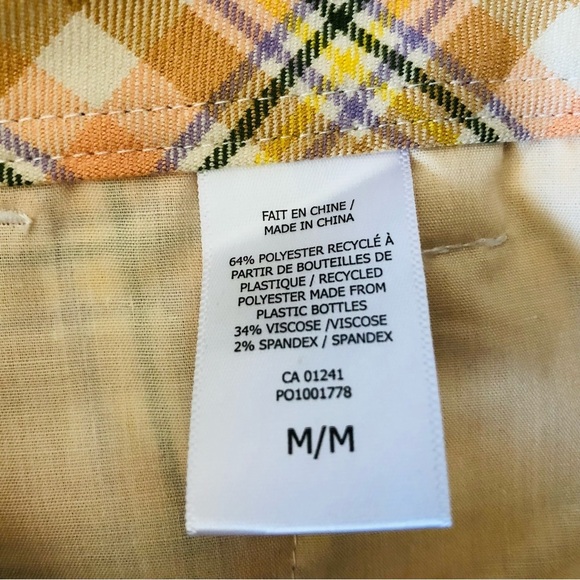 FAIT EN CHINE /
MADE IN CHINA
64% POLYESTER RECYCLÉ À
PARTIR DE BOUTEILLES DE
PLASTIQUE / RECYCLED
POLYESTER MADE FROM
PLASTIC BOTTLES
34% VISCOSE /VISCOSE
2% SPANDEX / SPANDEX
CA 01241
PO1001778
M/M